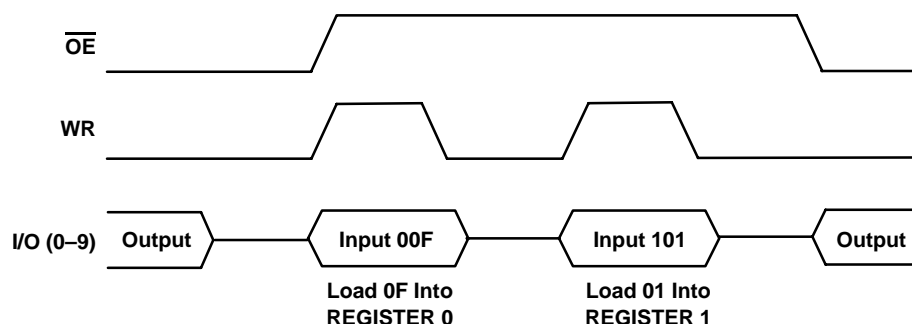 OE
WR
I/O (0–9) Output Input 00F Input 101 Output
Load 0F Into Load 01 Into
REGISTER 0 REGISTER 1